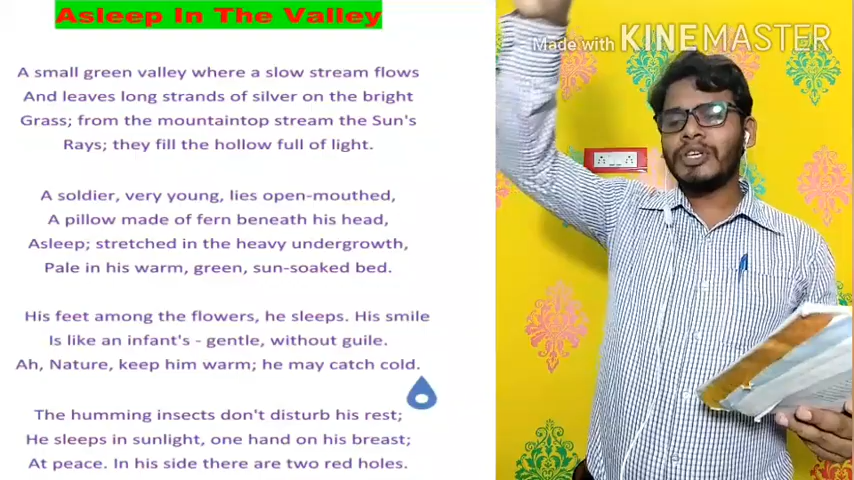 Asleep In The Valley
A small green valley where a slow stream flows
And leaves long strands of silver on the bright
Grass; from the mountaintop stream the Sun's
Rays; they fill the hollow full of light.
A soldier, very young, lies open-mouthed,
A pillow made of fern beneath his head,
Asleep; stretched in the heavy undergrowth,
Pale in his warm, green, sun-soaked bed.
His feet among the flowers, he sleeps. His smile
Is like an infant's - gentle, without guile.
Ah, Nature, keep him warm; he may catch cold.
The humming insects don't disturb his rest;
He sleeps in sunlight, one hand on his breast;
At peace. In his side there are two red holes.
Made with KINEMASTER